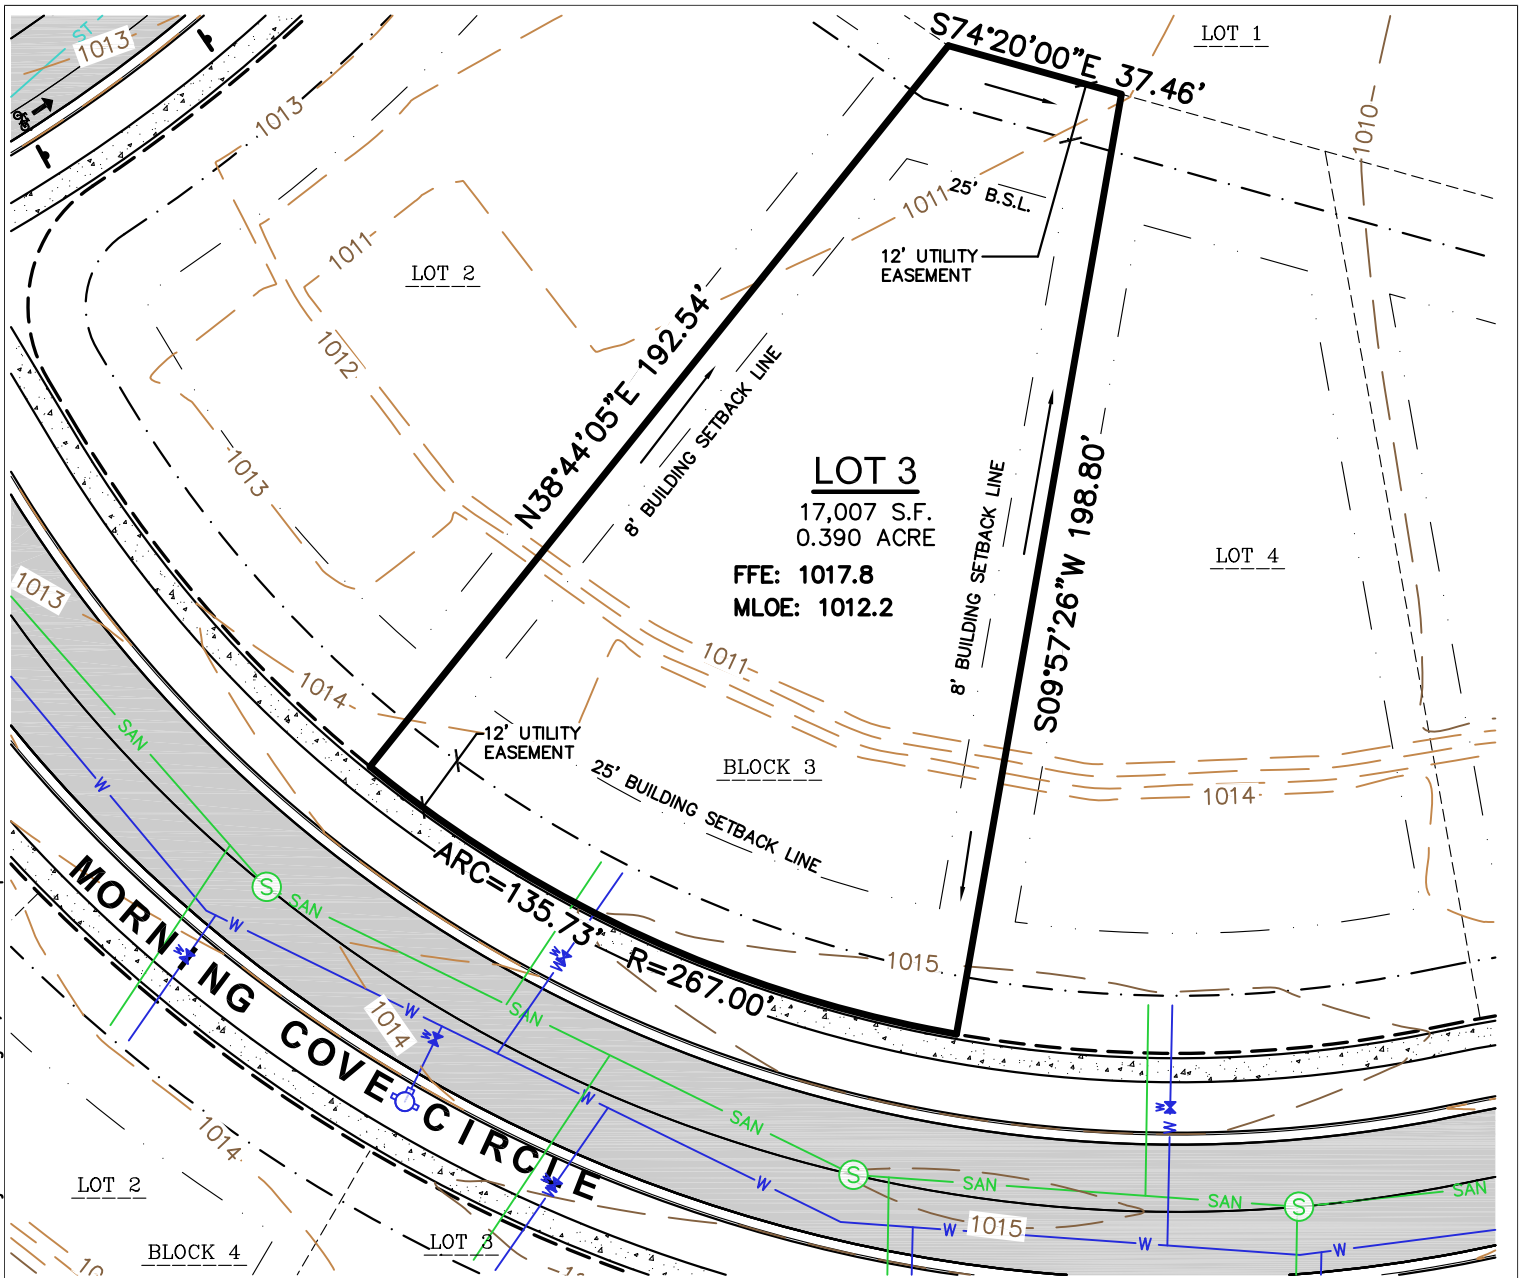 S74°20'00"E 37.46'
LOT 1
ST
1013
1013
1010
1011
25' B.S.L.
12' UTILITY
EASEMENT
1011
LOT 2
1012
N38°44'05"E 192.54'
8' BUILDING SETBACK LINE
LOT 3
17,007 S.F.
0.390 ACRE
FFE: 1017.8
MLOE: 1012.2
8' BUILDING SETBACK LINE
S09°57'26"W 198.80'
LOT 4
1013
1013
1011
1014
12' UTILITY
EASEMENT
BLOCK 3
25' BUILDING SETBACK LINE
1014
SAN
W
ARC=135.73' R=267.00'
1015
S
SAN
W
W
W
W
SAN
W
1014
W
MORNING COVE CIRCLE
W
SAN
W
W
1014
S
SAN
SAN
S
SAN
W
W
1015
W
W
W
LOT 2
LOT 3
BLOCK 4